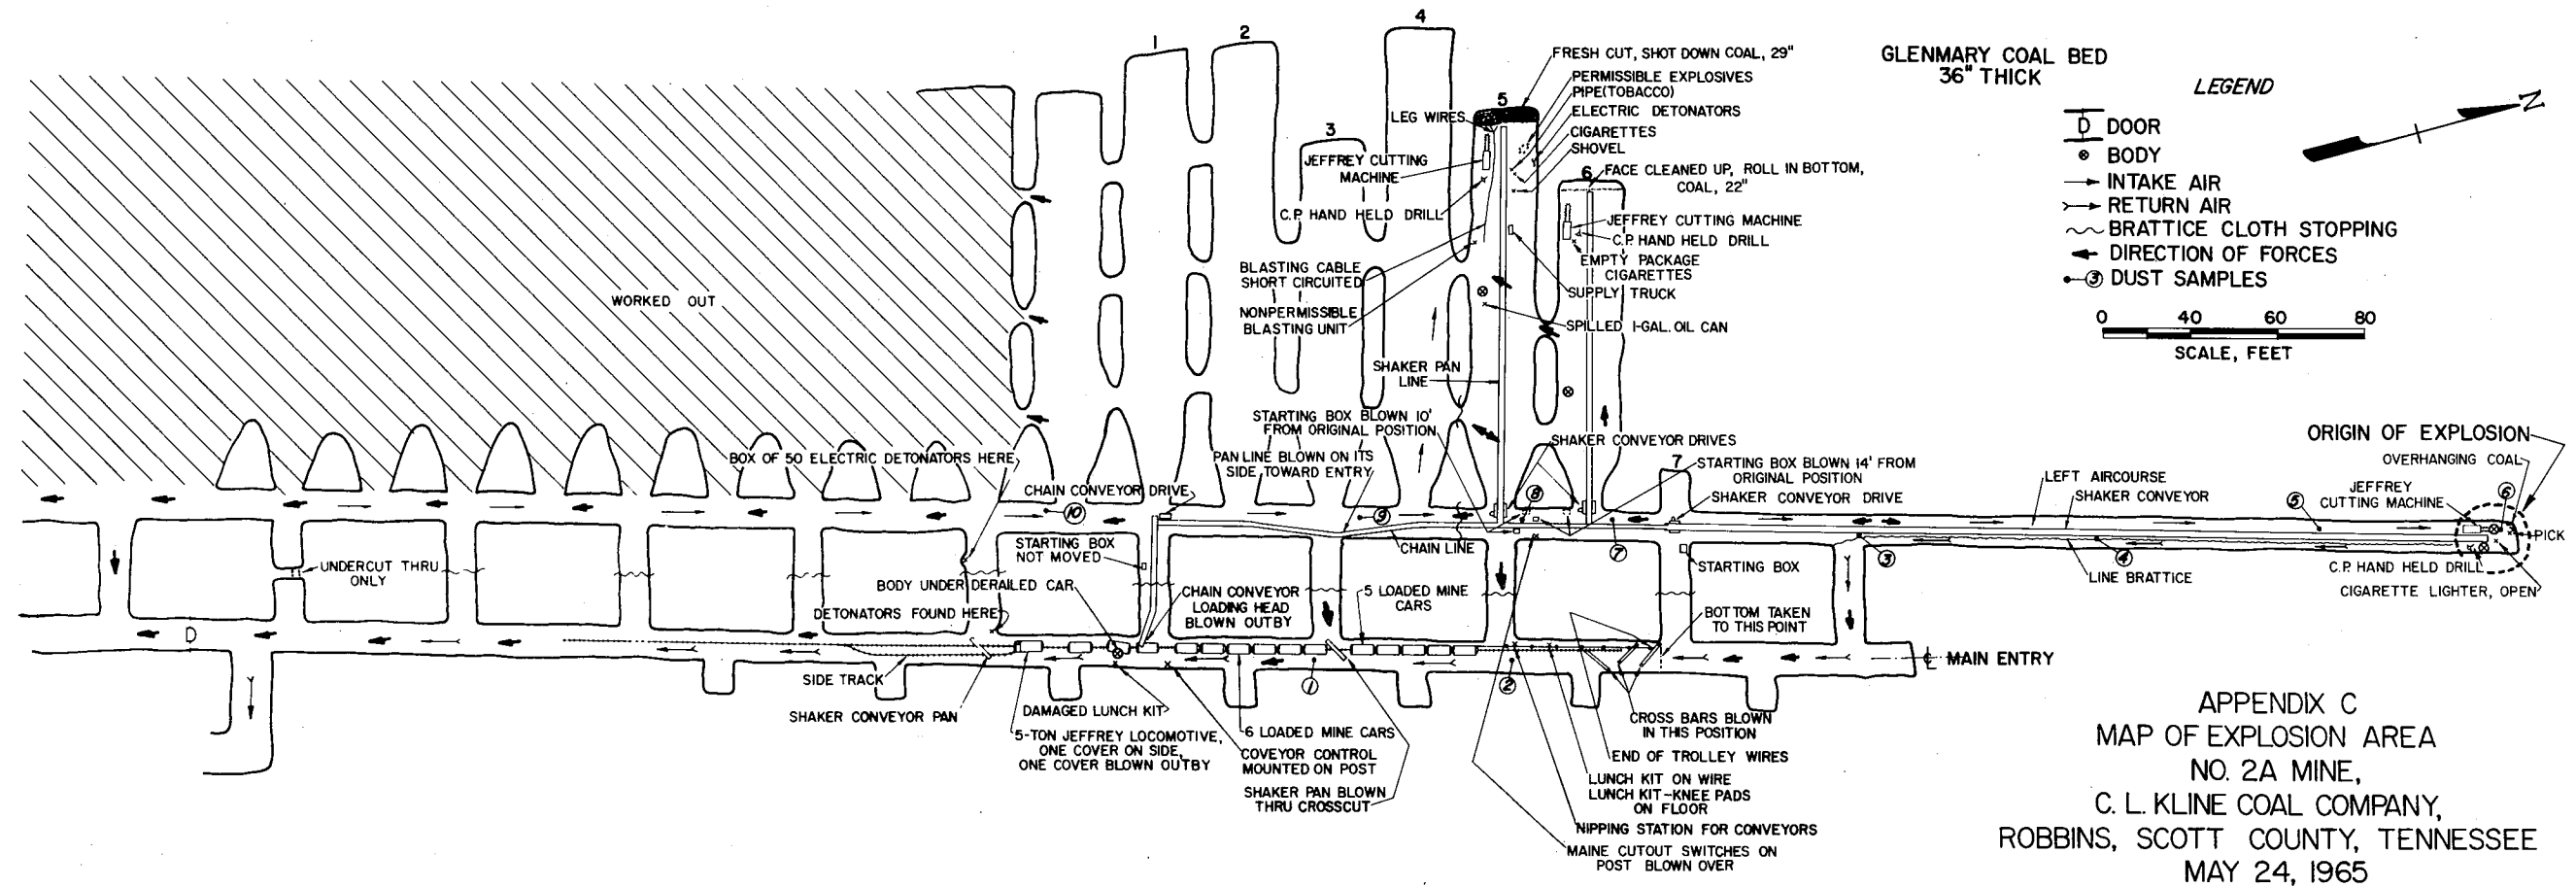 1
2
3
4
5
6
7
FRESH CUT, SHOT DOWN COAL, 29"
PERMISSIBLE EXPLOSIVES
PIPE(TOBACCO)
ELECTRIC DETONATORS
CIGARETTES
SHOVEL
LEG WIRES
JEFFREY CUTTING
MACHINE
C.P. HAND HELD DRILL
FACE CLEANED UP, ROLL IN BOTTOM,
COAL, 22"
JEFFREY CUTTING MACHINE
C.P. HAND HELD DRILL
EMPTY PACKAGE
CIGARETTES
BLASTING CABLE
SHORT CIRCUITED
NONPERMISSIBLE
BLASTING UNIT
SUPPLY TRUCK
SPILLED 1-GAL. OIL CAN
SHAKER PAN
LINE
WORKED OUT
GLENMARY COAL BED
36" THICK
LEGEND
N
D DOOR
BODY
INTAKE AIR
RETURN AIR
BRATTICE CLOTH STOPPING
DIRECTION OF FORCES
3 DUST SAMPLES
0 40 60 80
SCALE, FEET
STARTING BOX BLOWN 10'
FROM ORIGINAL POSITION
PAN LINE BLOWN ON ITS
SIDE TOWARD ENTRY
BOX OF 50 ELECTRIC DETONATORS HERE
CHAIN CONVEYOR DRIVE
SHAKER CONVEYOR DRIVES
STARTING BOX BLOWN 14' FROM
ORIGINAL POSITION
SHAKER CONVEYOR DRIVE
LEFT AIRCOURSE
SHAKER CONVEYOR
ORIGIN OF EXPLOSION
OVERHANGING COAL
JEFFREY
CUTTING MACHINE
PICK
C.P. HAND HELD DRILL
CIGARETTE LIGHTER, OPEN
LINE BRATTICE
10
9
8
7
5
6
3
4
CHAIN LINE
STARTING BOX
NOT MOVED
STARTING BOX
UNDERCUT THRU
ONLY
BODY UNDER DERAILED CAR
DETONATORS FOUND HERE
CHAIN CONVEYOR
LOADING HEAD
BLOWN OUTBY
5 LOADED MINE
CARS
BOTTOM TAKEN
TO THIS POINT
D
MAIN ENTRY
1
2
SIDE TRACK
SHAKER CONVEYOR PAN
DAMAGED LUNCH KIT
5-TON JEFFREY LOCOMOTIVE,
ONE COVER ON SIDE,
ONE COVER BLOWN OUTBY
6 LOADED MINE CARS
COVEYOR CONTROL
MOUNTED ON POST
SHAKER PAN BLOWN
THRU CROSSCUT
CROSS BARS BLOWN
IN THIS POSITION
END OF TROLLEY WIRES
LUNCH KIT ON WIRE
LUNCH KIT-KNEE PADS
ON FLOOR
NIPPING STATION FOR CONVEYORS
MAINE CUTOUT SWITCHES ON
POST BLOWN OVER
APPENDIX C
MAP OF EXPLOSION AREA
NO. 2A MINE,
C. L. KLINE COAL COMPANY,
ROBBINS, SCOTT COUNTY, TENNESSEE
MAY 24, 1965